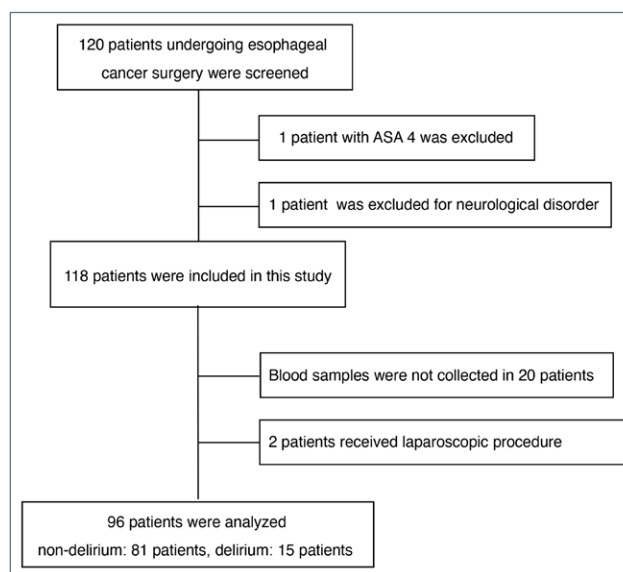 120 patients undergoing esophageal
cancer surgery were screened
1 patient with ASA 4 was excluded
1 patient was excluded for neurological disorder
118 patients were included in this study
Blood samples were not collected in 20 patients
2 patients received laparoscopic procedure
96 patients were analyzed
non-delirium: 81 patients, delirium: 15 patients